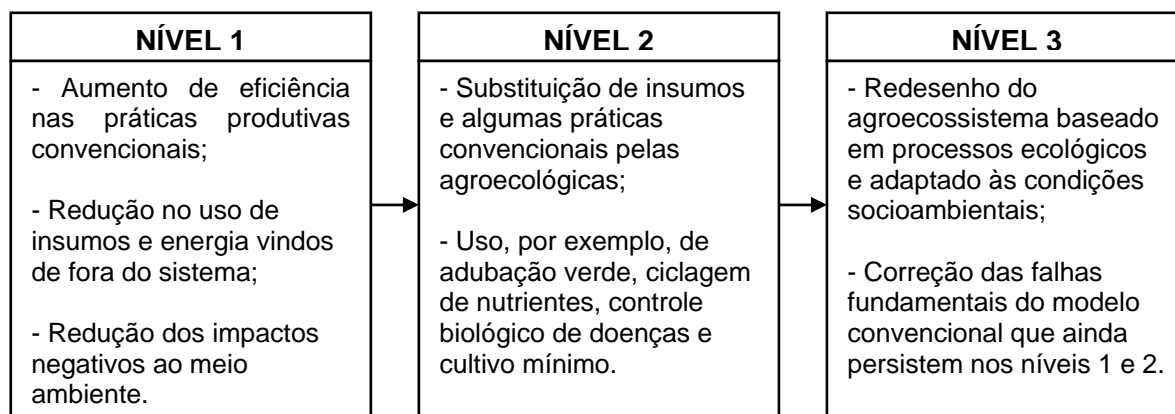 NÍVEL 1
- Aumento de eficiência
nas práticas produtivas
convencionais;
- Redução no uso de
insumos e energia vindos
de fora do sistema;
- Redução dos impactos
negativos ao meio
ambiente.
NÍVEL 2
- Substituição de insumos
e algumas práticas
convencionais pelas
agroecológicas;
- Uso, por exemplo, de
adubação verde, ciclagem
de nutrientes, controle
biológico de doenças e
cultivo mínimo.
NÍVEL 3
- Redesenho do
agroecossistema baseado
em processos ecológicos
e adaptado às condições
socioambientais;
- Correção das falhas
fundamentais do modelo
convencional que ainda
persistem nos níveis 1 e 2.